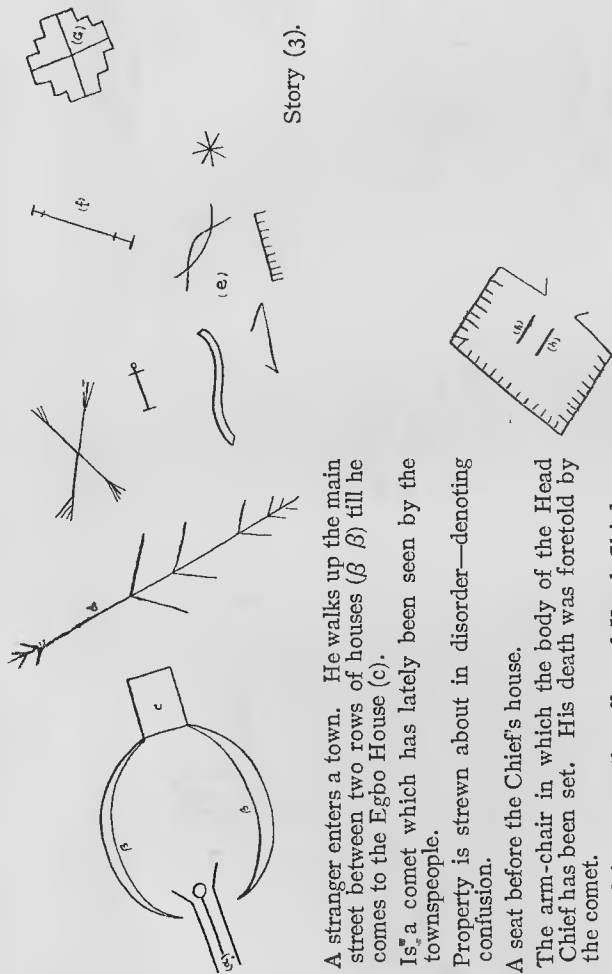 (a)
β
β
c
d
(e)
(f)
(G)
Story (3).
A stranger enters a town. He walks up the main
street between two rows of houses (β β) till he
comes to the Egbo House (c).
Is a comet which has lately been seen by the
townspeople.
Property is strewn about in disorder—denoting
confusion.
A seat before the Chief's house.
The arm-chair in which the body of the Head
Chief has been set. His death was foretold by
the comet.
(h)
(h)